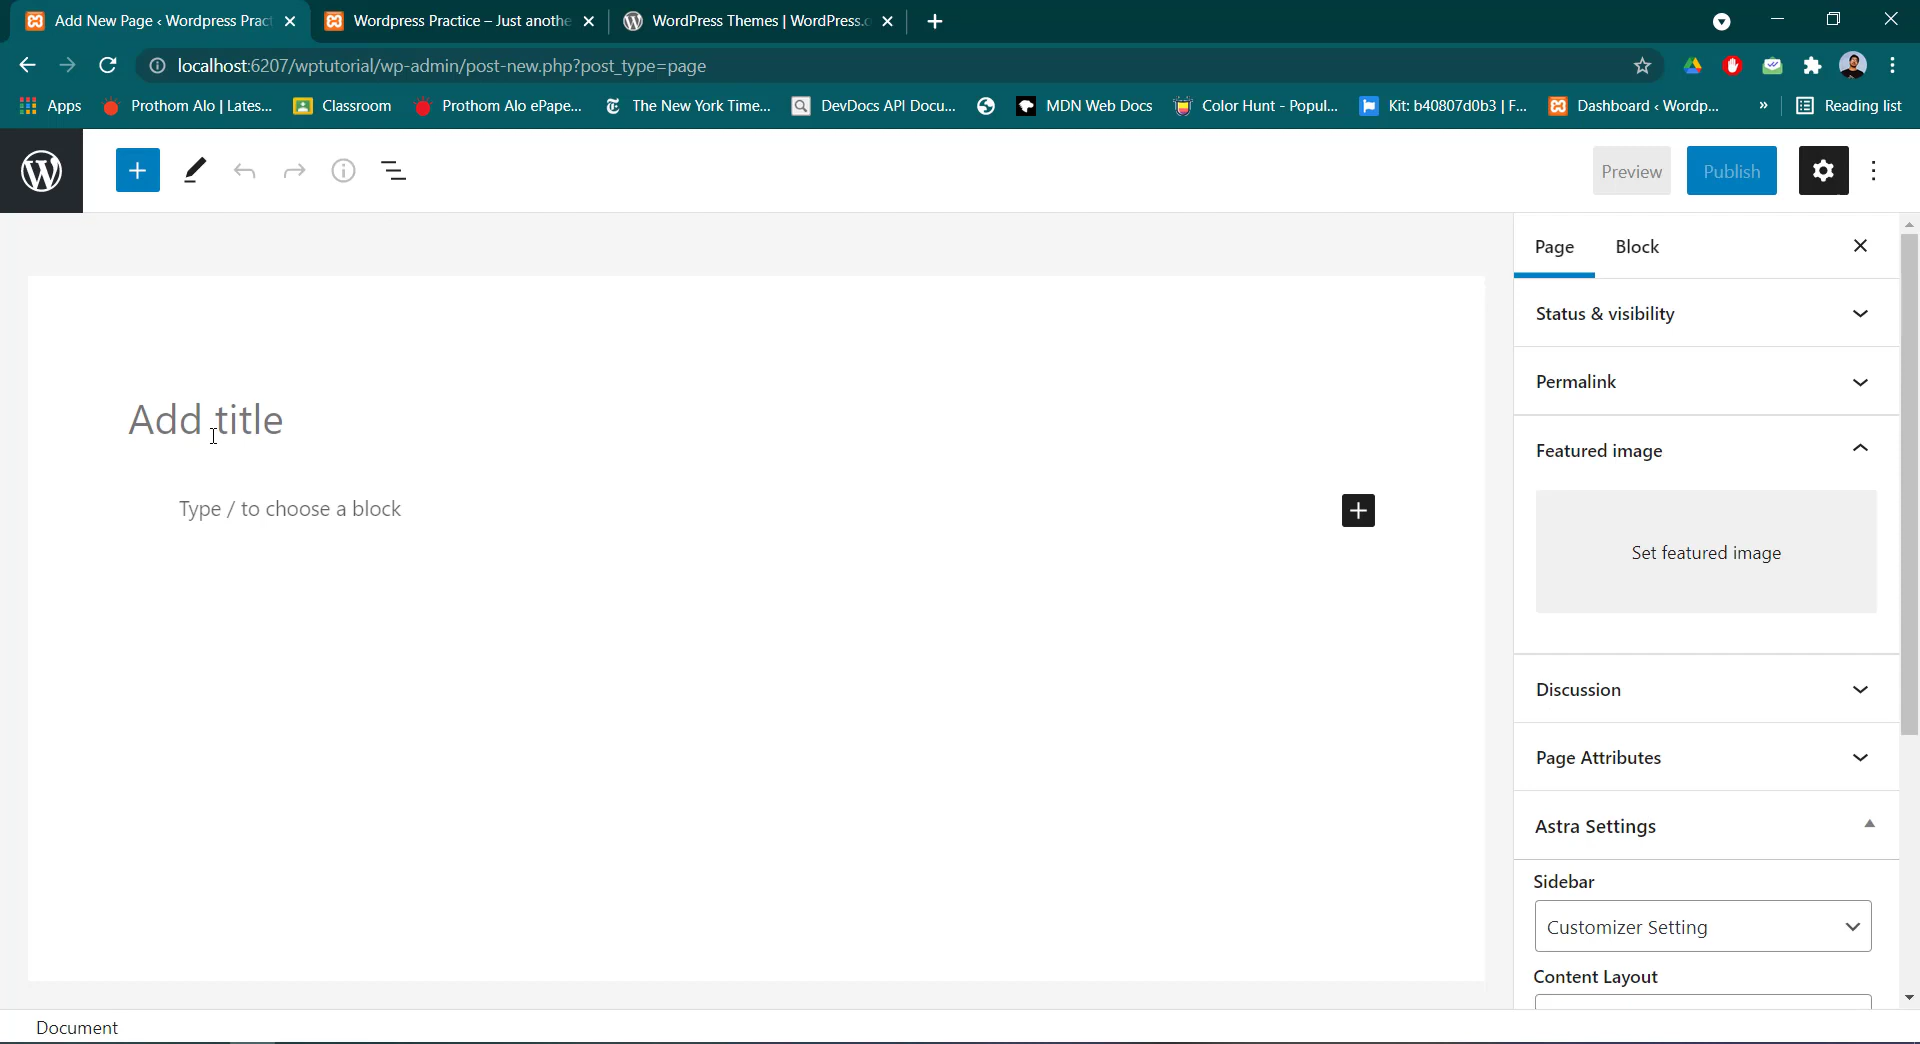 Add New Page ‹ Wordpress Pract
Wordpress Practice – Just anothe
WordPress Themes | WordPress.o
localhost:6207/wptutorial/wp-admin/post-new.php?post_type=page
Apps
Prothom Alo | Lates...
Classroom
Prothom Alo ePape...
The New York Time...
DevDocs API Docu...
MDN Web Docs
Color Hunt - Popul...
Kit: b40807d0b3 | F...
Dashboard ‹ Wordp...
»
Reading list
Preview
Publish
Page
Block
Status & visibility
Permalink
Add title
Featured image
Type / to choose a block
Set featured image
Discussion
Page Attributes
Astra Settings
Sidebar
Customizer Setting
Content Layout
Document